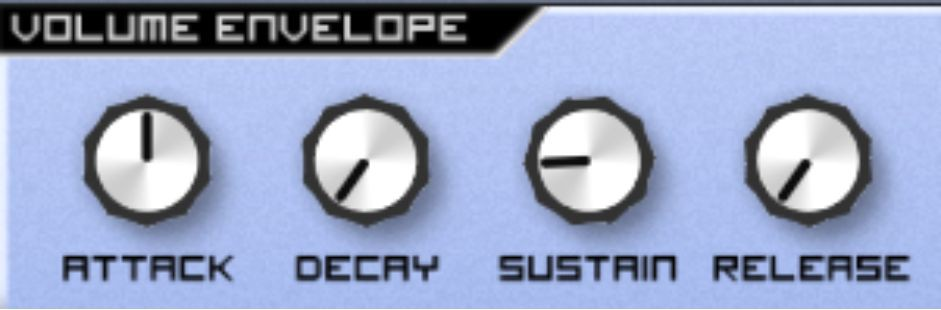 VOLUME ENVELOPE
ATTACK DECAY SUSTAIN RELEASE